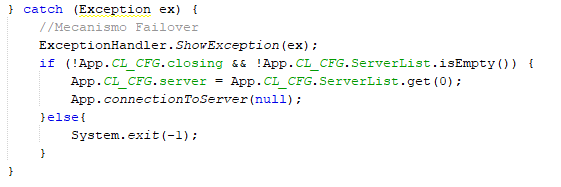 } catch (Exception ex) {
//Mecanismo Failover
ExceptionHandler.ShowException(ex);
if (!App.CL_CFG.closing && !App.CL_CFG.ServerList.isEmpty()) {
App.CL_CFG.server = App.CL_CFG.ServerList.get(0);
App.connectionToServer(null);
}else{
System.exit(-1);
}
}